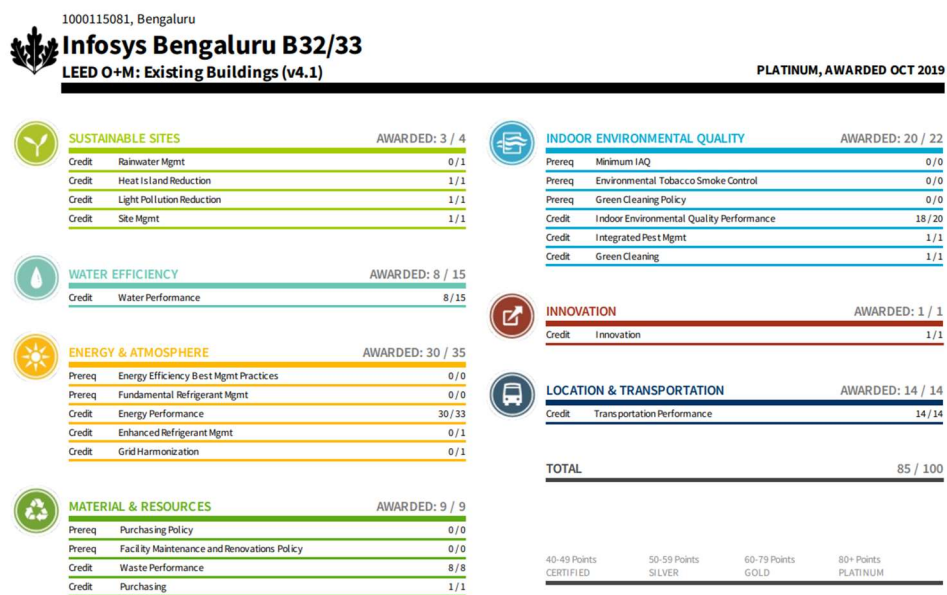 1000115081, Bengaluru
Infosys Bengaluru B32/33
LEED O+M: Existing Buildings (v4.1)
PLATINUM, AWARDED OCT 2019
SUSTAINABLE SITES AWARDED: 3 / 4
Credit Rainwater Mgmt 0/1
Credit Heat Island Reduction 1/1
Credit Light Pollution Reduction 1/1
Credit Site Mgmt 1/1
WATER EFFICIENCY AWARDED: 8 / 15
Credit Water Performance 8/15
ENERGY & ATMOSPHERE AWARDED: 30 / 35
Prereq Energy Efficiency Best Mgmt Practices 0/0
Prereq Fundamental Refrigerant Mgmt 0/0
Credit Energy Performance 30/33
Credit Enhanced Refrigerant Mgmt 0/1
Credit Grid Harmonization 0/1
MATERIAL & RESOURCES AWARDED: 9 / 9
Prereq Purchasing Policy 0/0
Prereq Facility Maintenance and Renovations Policy 0/0
Credit Waste Performance 8/8
Credit Purchasing 1/1
INDOOR ENVIRONMENTAL QUALITY AWARDED: 20 / 22
Prereq Minimum IAQ 0/0
Prereq Environmental Tobacco Smoke Control 0/0
Prereq Green Cleaning Policy 0/0
Credit Indoor Environmental Quality Performance 18/20
Credit Integrated Pest Mgmt 1/1
Credit Green Cleaning 1/1
INNOVATION AWARDED: 1 / 1
Credit Innovation 1/1
LOCATION & TRANSPORTATION AWARDED: 14 / 14
Credit Transportation Performance 14/14
TOTAL 85 / 100
40-49 Points 50-59 Points 60-79 Points 80+ Points
CERTIFIED SILVER GOLD PLATINUM